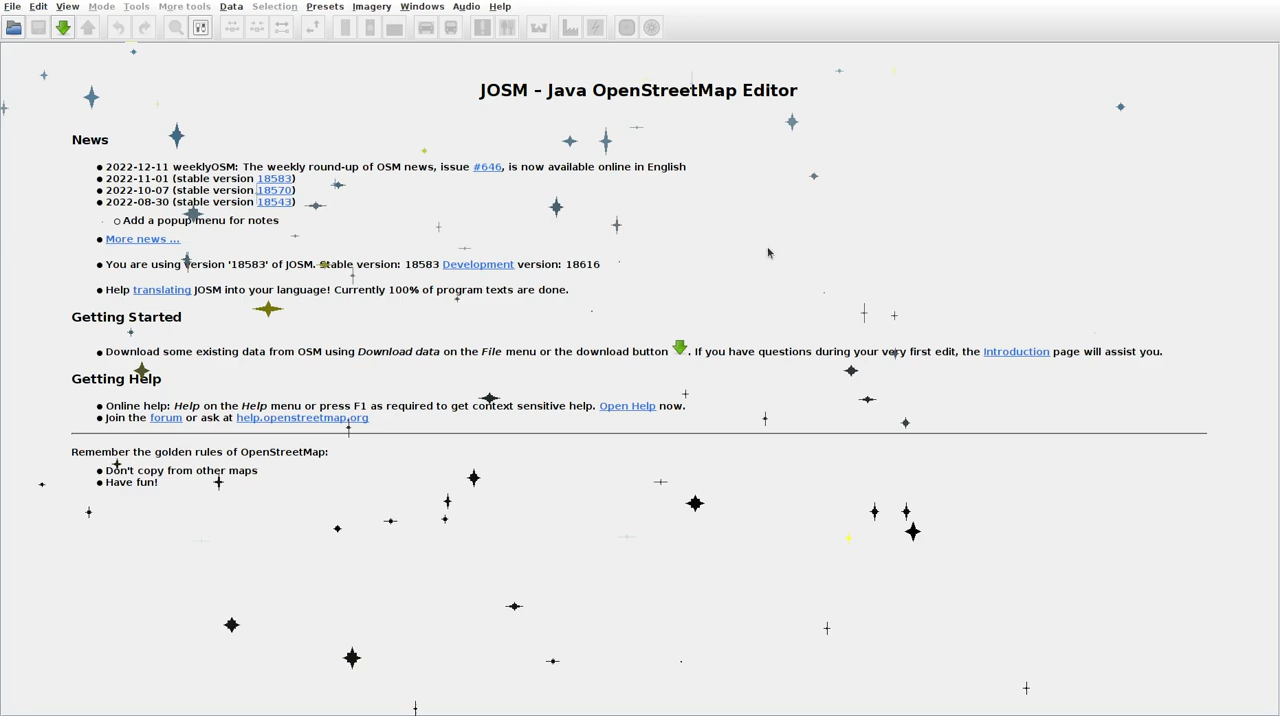 File Edit View Mode Tools More tools Data Selection Presets Imagery Windows Audio Help
JOSM – Java OpenStreetMap Editor
News
● 2022-12-11 weeklyOSM: The weekly round-up of OSM news, issue #646, is now available online in English
● 2022-11-01 (stable version 18583)
● 2022-10-07 (stable version 18570)
● 2022-08-30 (stable version 18543)
○ Add a popup menu for notes
● More news ...
● You are using version '18583' of JOSM. Stable version: 18583 Development version: 18616
● Help translating JOSM into your language! Currently 100% of program texts are done.
Getting Started
● Download some existing data from OSM using Download data on the File menu or the download button . If you have questions during your very first edit, the Introduction page will assist you.
Getting Help
● Online help: Help on the Help menu or press F1 as required to get context sensitive help. Open Help now.
● Join the forum or ask at help.openstreetmap.org
Remember the golden rules of OpenStreetMap:
● Don't copy from other maps
● Have fun!